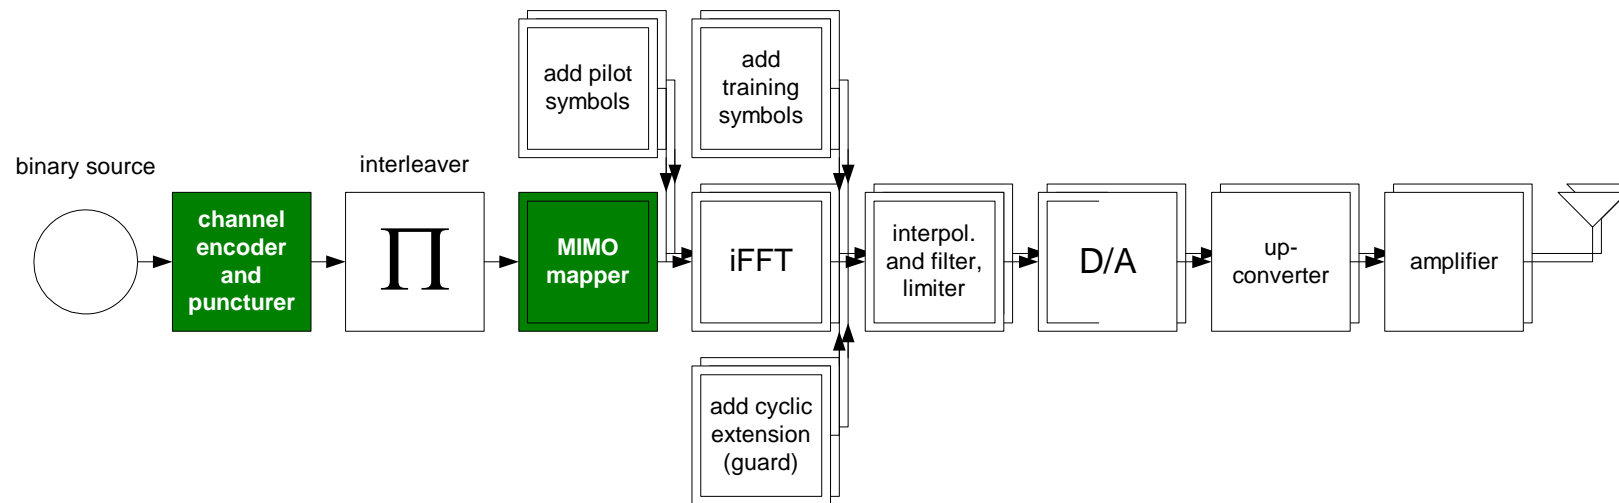 add pilot
symbols
add
training
symbols
binary source
interleaver
channel
encoder
and
puncturer
Π
MIMO
mapper
iFFT
interpol.
and filter,
limiter
D/A
up-
converter
amplifier
add cyclic
extension
(guard)